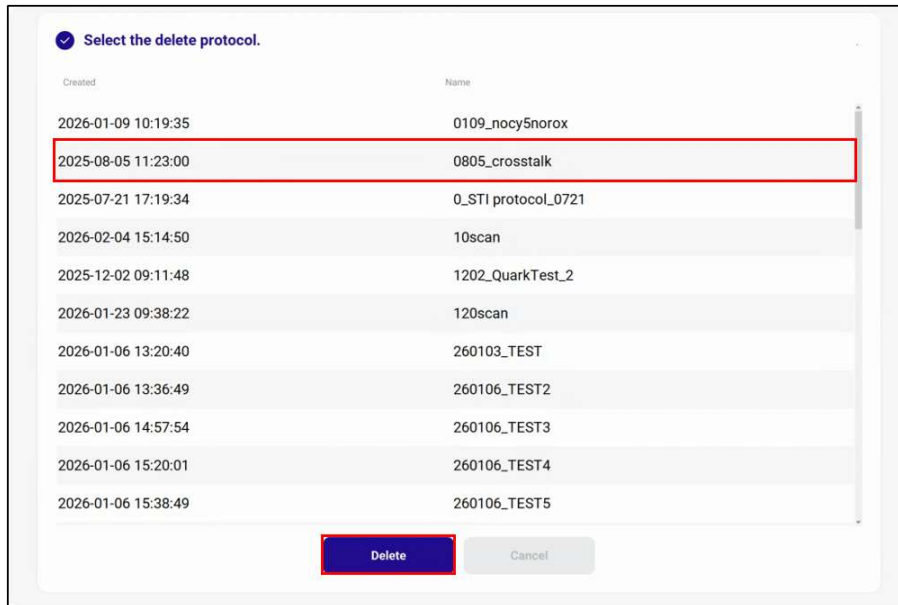 Select the delete protocol.
Created Name
2026-01-09 10:19:35 0109_nocy5norox
2025-08-05 11:23:00 0805_crosstalk
2025-07-21 17:19:34 0_STI protocol_0721
2026-02-04 15:14:50 10scan
2025-12-02 09:11:48 1202_QuarkTest_2
2026-01-23 09:38:22 120scan
2026-01-06 13:20:40 260103_TEST
2026-01-06 13:36:49 260106_TEST2
2026-01-06 14:57:54 260106_TEST3
2026-01-06 15:20:01 260106_TEST4
2026-01-06 15:38:49 260106_TEST5
Delete Cancel